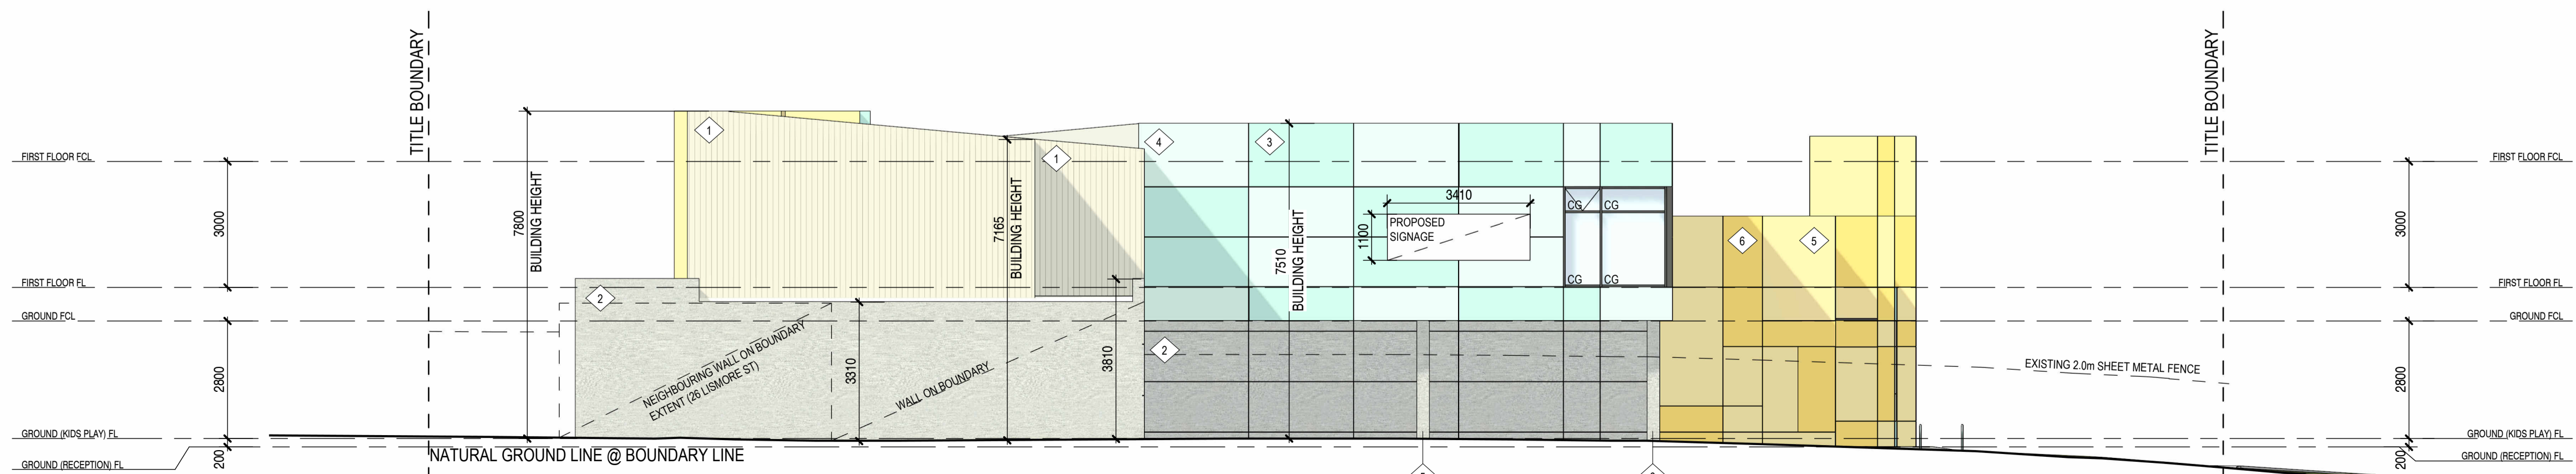 TITLE BOUNDARY
TITLE BOUNDARY
FIRST FLOOR FCL
FIRST FLOOR FCL
1
1
4
3
3000
7800
BUILDING HEIGHT
7165
BUILDING HEIGHT
7510
BUILDING HEIGHT
3410
1100
PROPOSED
SIGNAGE
CG
CG
CG
CG
6
5
3000
FIRST FLOOR FL
FIRST FLOOR FL
2
GROUND FCL
GROUND FCL
2800
NEIGHBOURING WALL ON BOUNDARY
EXTENT (26 LISMORE ST)
3310
WALL ON BOUNDARY
3810
2
EXISTING 2.0m SHEET METAL FENCE
2800
GROUND (KIDS PLAY) FL
GROUND (KIDS PLAY) FL
200
NATURAL GROUND LINE @ BOUNDARY LINE
200
GROUND (RECEPTION) FL
GROUND (RECEPTION) FL